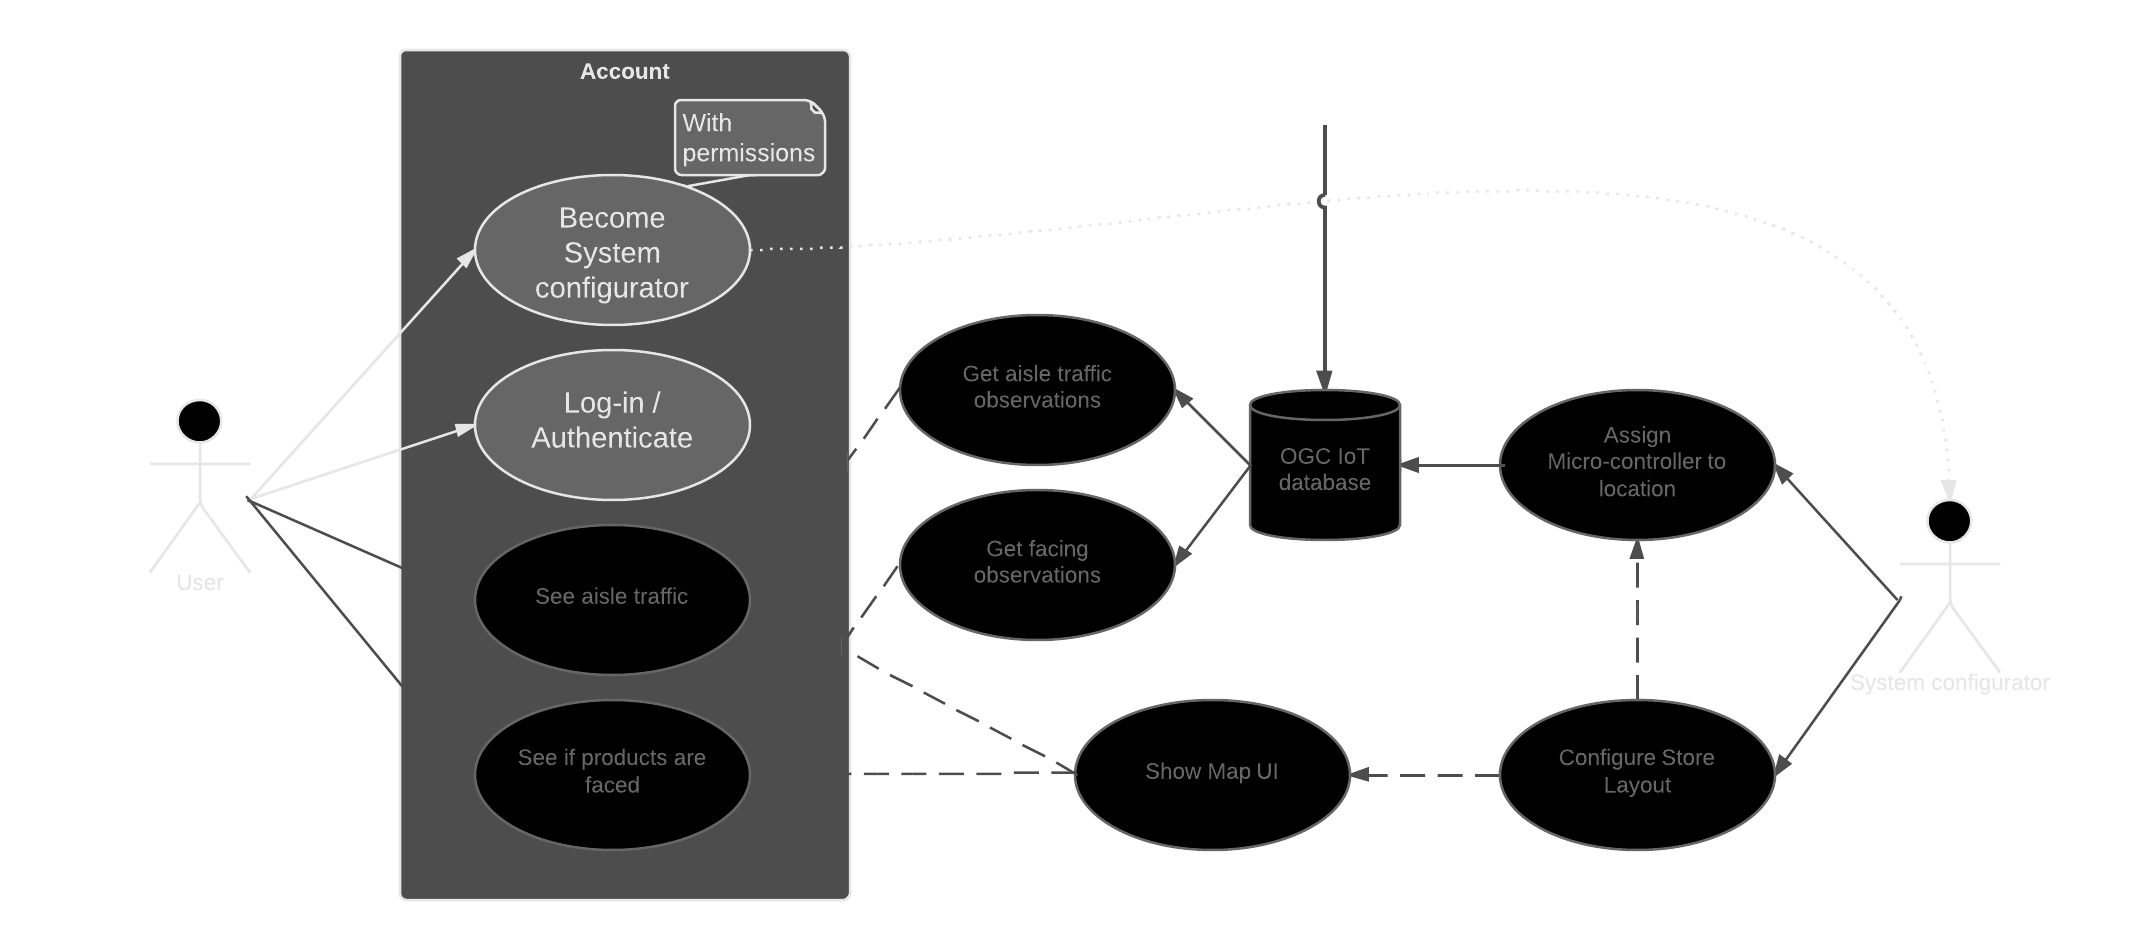 Account
With
permissions
Become
System
configurator
Log-in /
Authenticate
See aisle traffic
See if products are
faced
User
Get aisle traffic
observations
Get facing
observations
OGC IoT
database
Assign
Micro-controller to
location
Show Map UI
Configure Store
Layout
System configurator